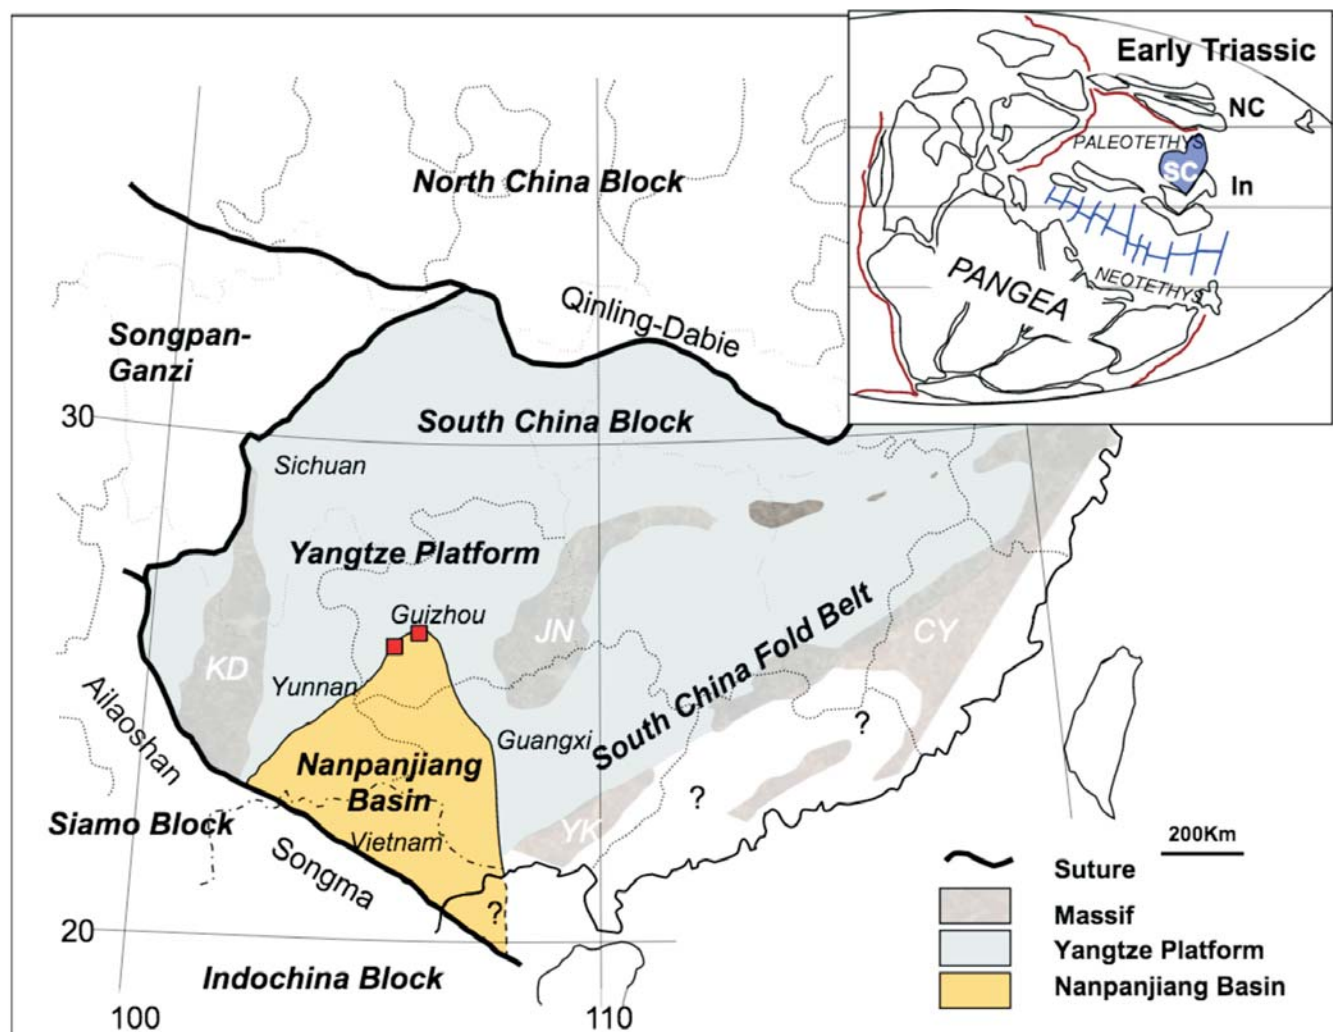 Early Triassic
NC
PALEOTETHYS
SC
In
PANGEA
NEOTETHYS
North China Block
Qinling-Dabie
Songpan-
Ganzi
30
South China Block
Sichuan
Yangtze Platform
Guizhou
JN
CY
KD
South China Fold Belt
Yunnan
Ailaoshan
Guangxi
?
Nanpanjiang
Basin
?
Siamo Block
YK
Vietnam
Songma
?
20
Indochina Block
100
110
200Km
Suture
Massif
Yangtze Platform
Nanpanjiang Basin